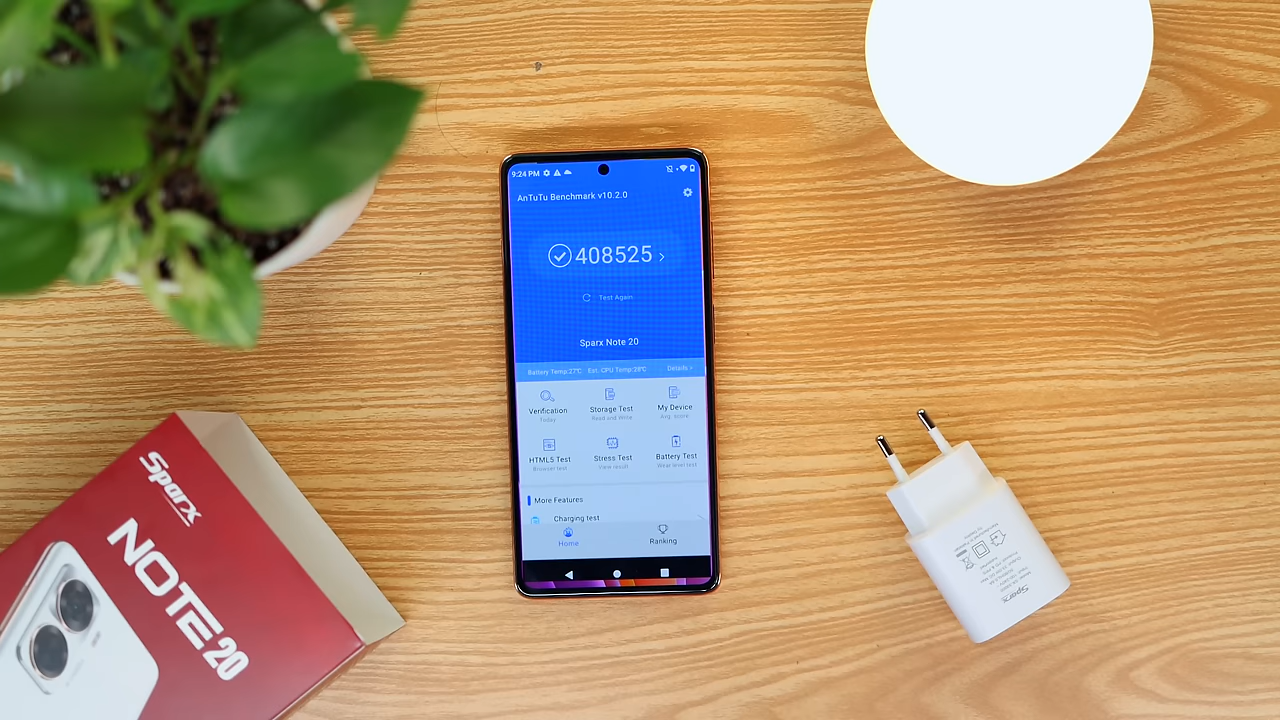 9:24 PM
AnTuTu Benchmark v10.2.0
408525
Test Again
Sparx Note 20
Battery Temp:27℃ Est. CPU Temp:28℃ Details >
Verification Storage Test My Device
Today Read and Write Avg. score
HTML5 Test Stress Test Battery Test
Browser test View result Wear level test
More Features
Charging test
Home Ranking
Sparx
NOTE 20
Sparx